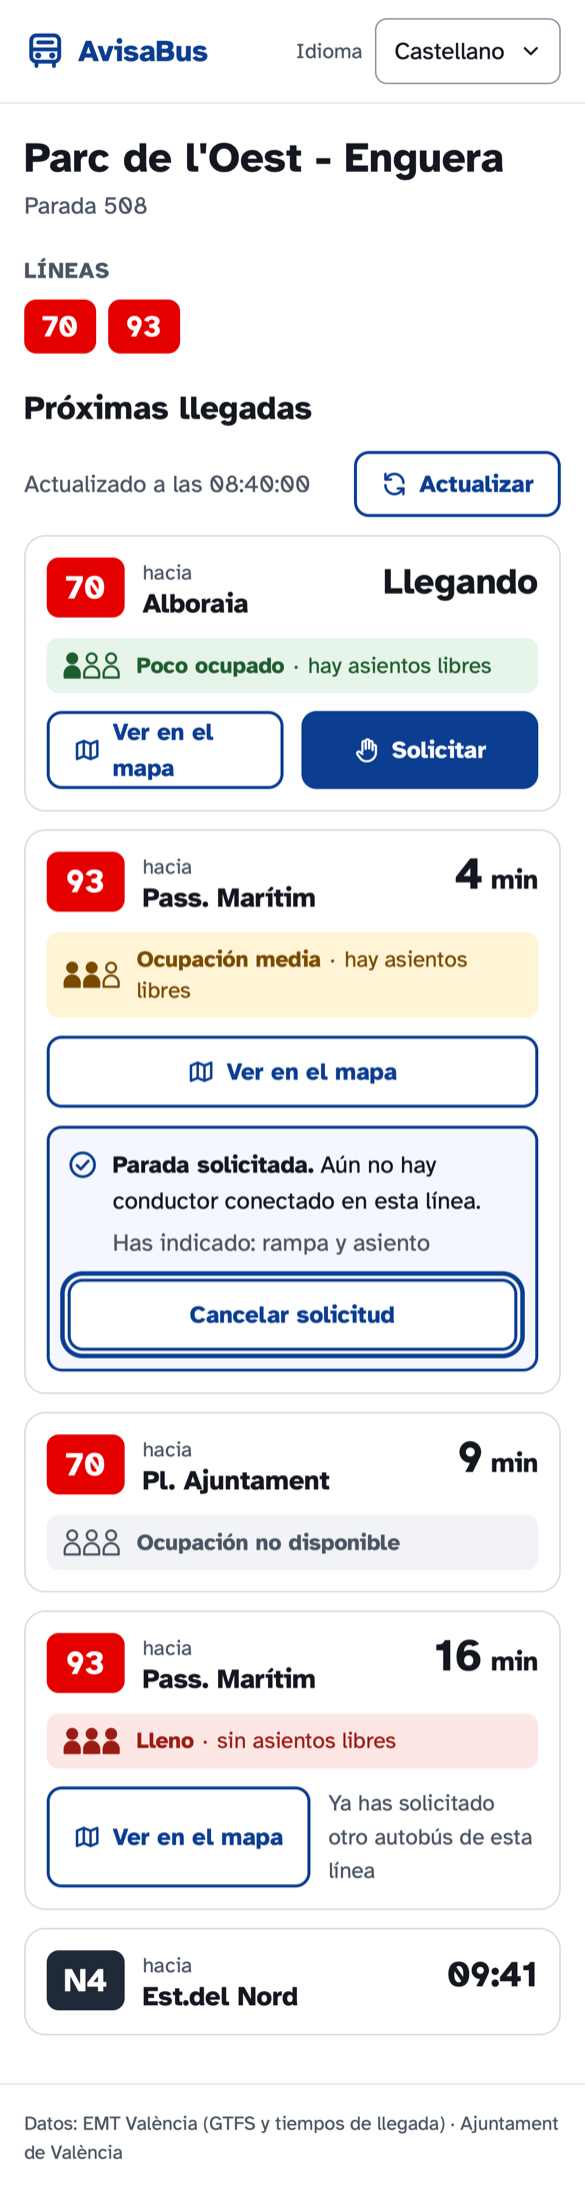 AvisaBus
Idioma
Castellano
Parc de l'Oest - Enguera
Parada 508
LÍNEAS
70
93
Próximas llegadas
Actualizado a las 08:40:00
Actualizar
70
hacia
Alboraia
Llegando
Poco ocupado · hay asientos libres
Ver en el
mapa
Solicitar
93
hacia
Pass. Marítim
4 min
Ocupación media · hay asientos
libres
Ver en el mapa
Parada solicitada. Aún no hay
conductor conectado en esta línea.
Has indicado: rampa y asiento
Cancelar solicitud
70
hacia
Pl. Ajuntament
9 min
Ocupación no disponible
93
hacia
Pass. Marítim
16 min
Lleno · sin asientos libres
Ver en el mapa
Ya has solicitado
otro autobús de esta
línea
N4
hacia
Est.del Nord
09:41
Datos: EMT València (GTFS y tiempos de llegada) · Ajuntament
de València